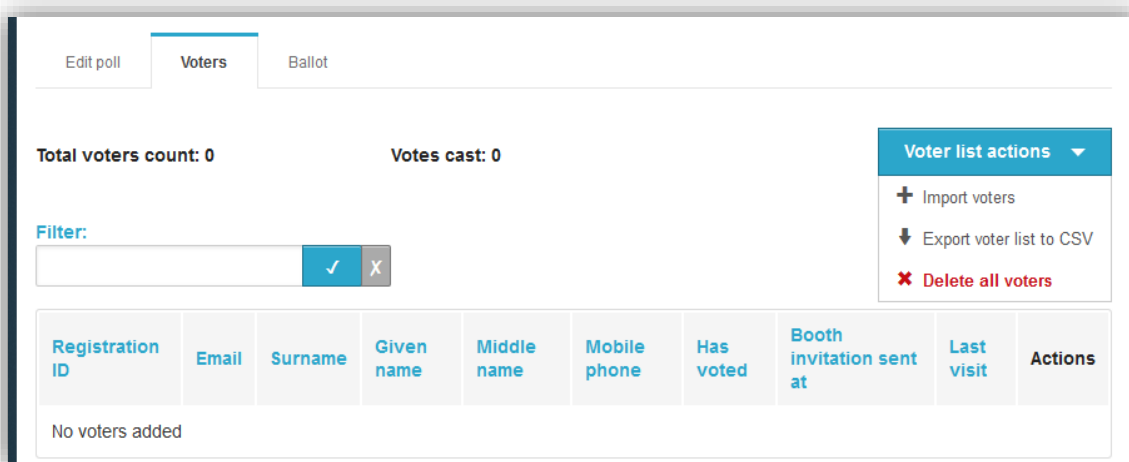 Edit poll Voters Ballot
Total voters count: 0 Votes cast: 0 Voter list actions
Import voters
Filter:
Export voter list to CSV
X
Delete all voters
Registration ID Email Surname Given name Middle name Mobile phone Has voted Booth invitation sent at Last visit Actions
No voters added